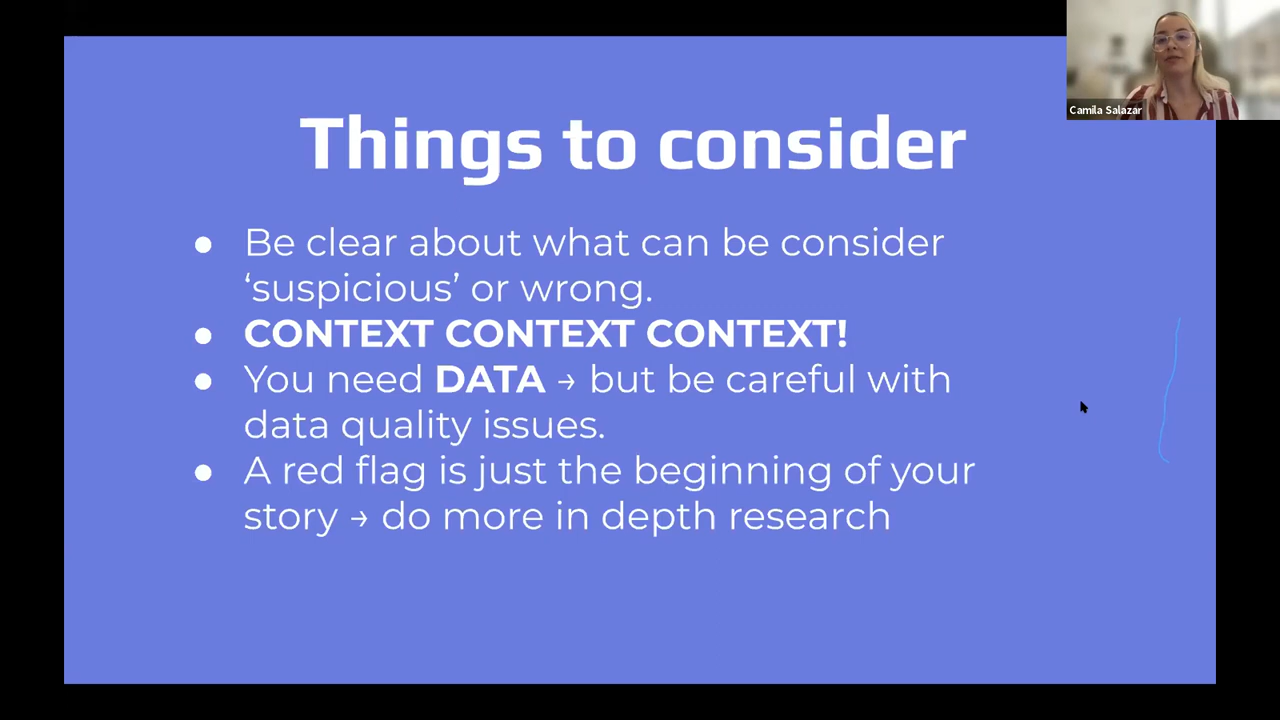 Things to consider
● Be clear about what can be consider
‘suspicious’ or wrong.
● CONTEXT CONTEXT CONTEXT!
● You need DATA → but be careful with
data quality issues.
● A red flag is just the beginning of your
story → do more in depth research
Camila Salazar